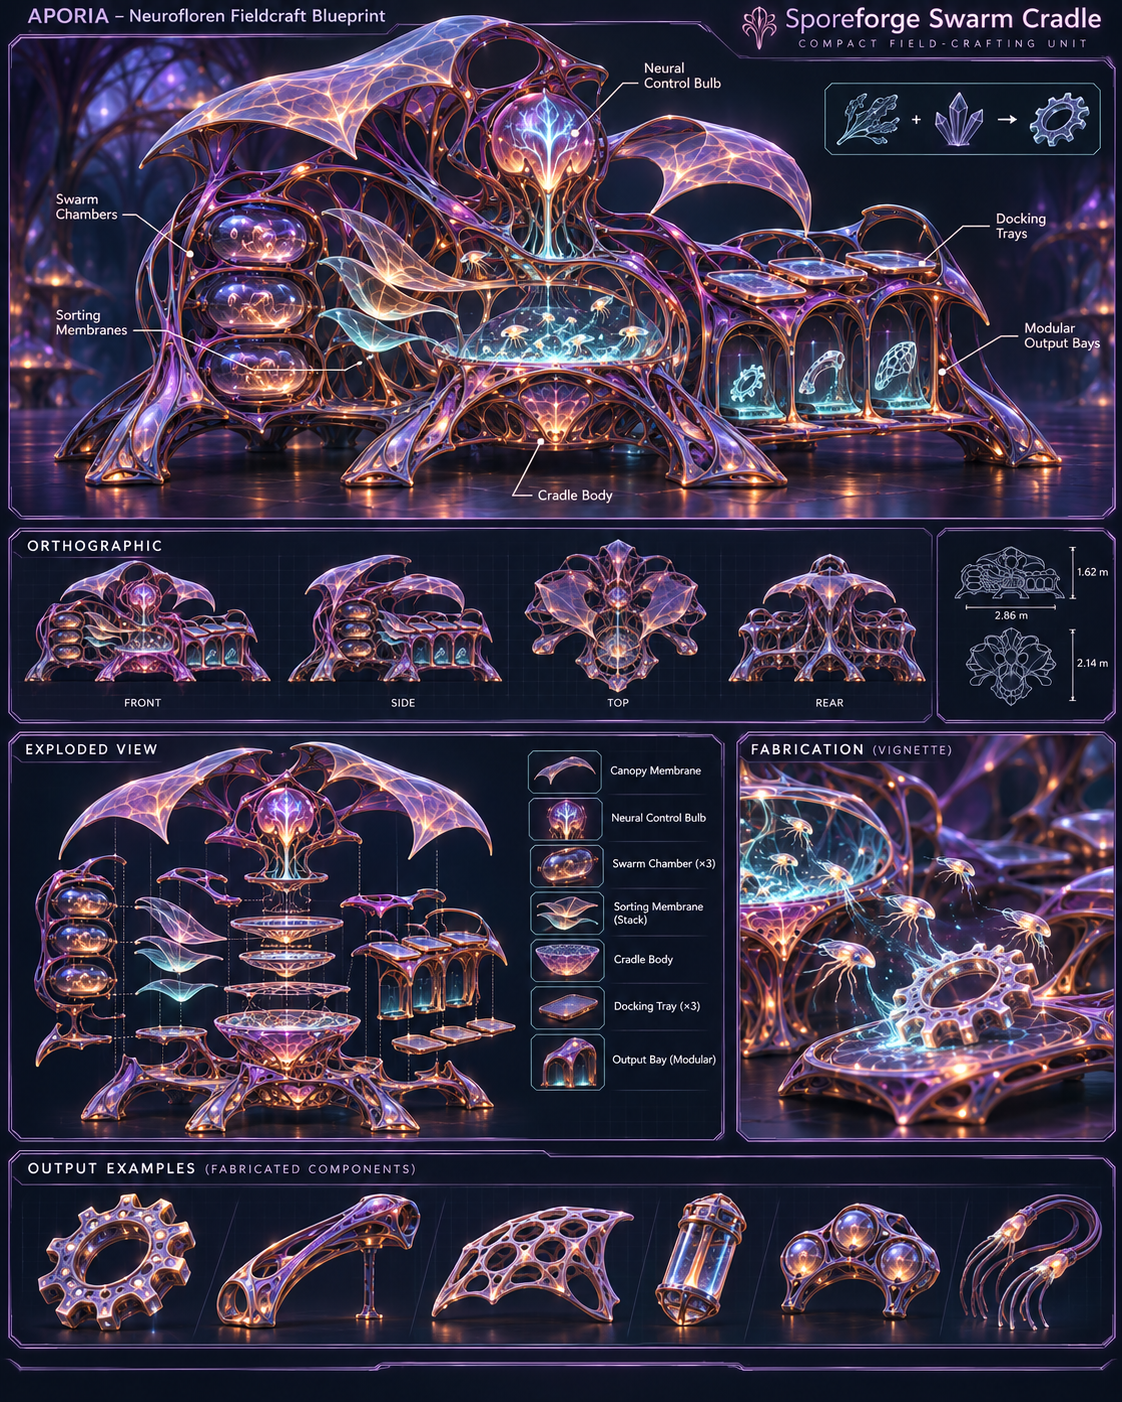 APORIA – Neurofloren Fieldcraft Blueprint
Sporeforge Swarm Cradle
COMPACT FIELD-CRAFTING UNIT
Neural
Control Bulb
+
Swarm
Chambers
Docking
Trays
Sorting
Membranes
Modular
Output Bays
Cradle Body
ORTHOGRAPHIC
FRONT
SIDE
TOP
REAR
1.62 m
2.86 m
2.14 m
EXPLODED VIEW
Canopy Membrane
Neural Control Bulb
Swarm Chamber (×3)
Sorting Membrane
(Stack)
Cradle Body
Docking Tray (×3)
Output Bay (Modular)
FABRICATION (VIGNETTE)
OUTPUT EXAMPLES (FABRICATED COMPONENTS)